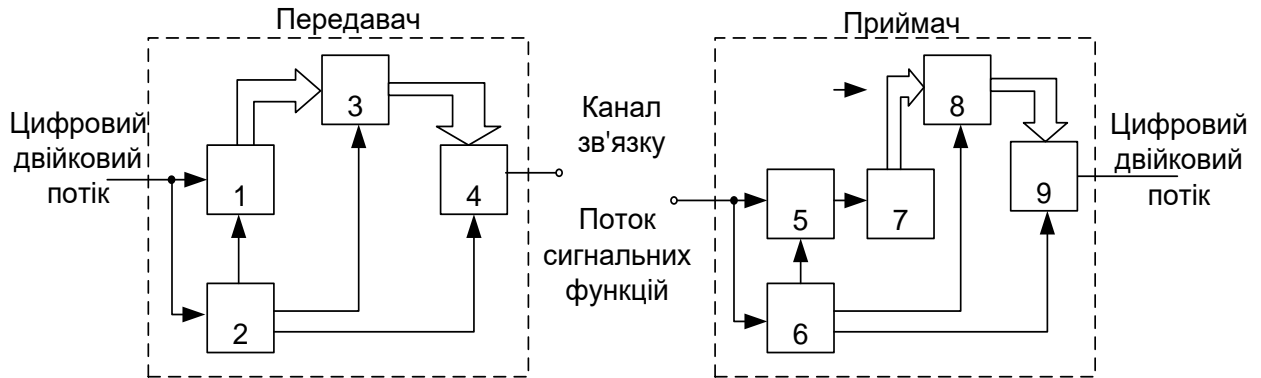 Передавач
Приймач
Цифровий
двійковий
потік
1
2
3
4
Канал
зв'язку
Поток
сигнальних
функцій
5
6
7
8
9
Цифровий
двійковий
потік